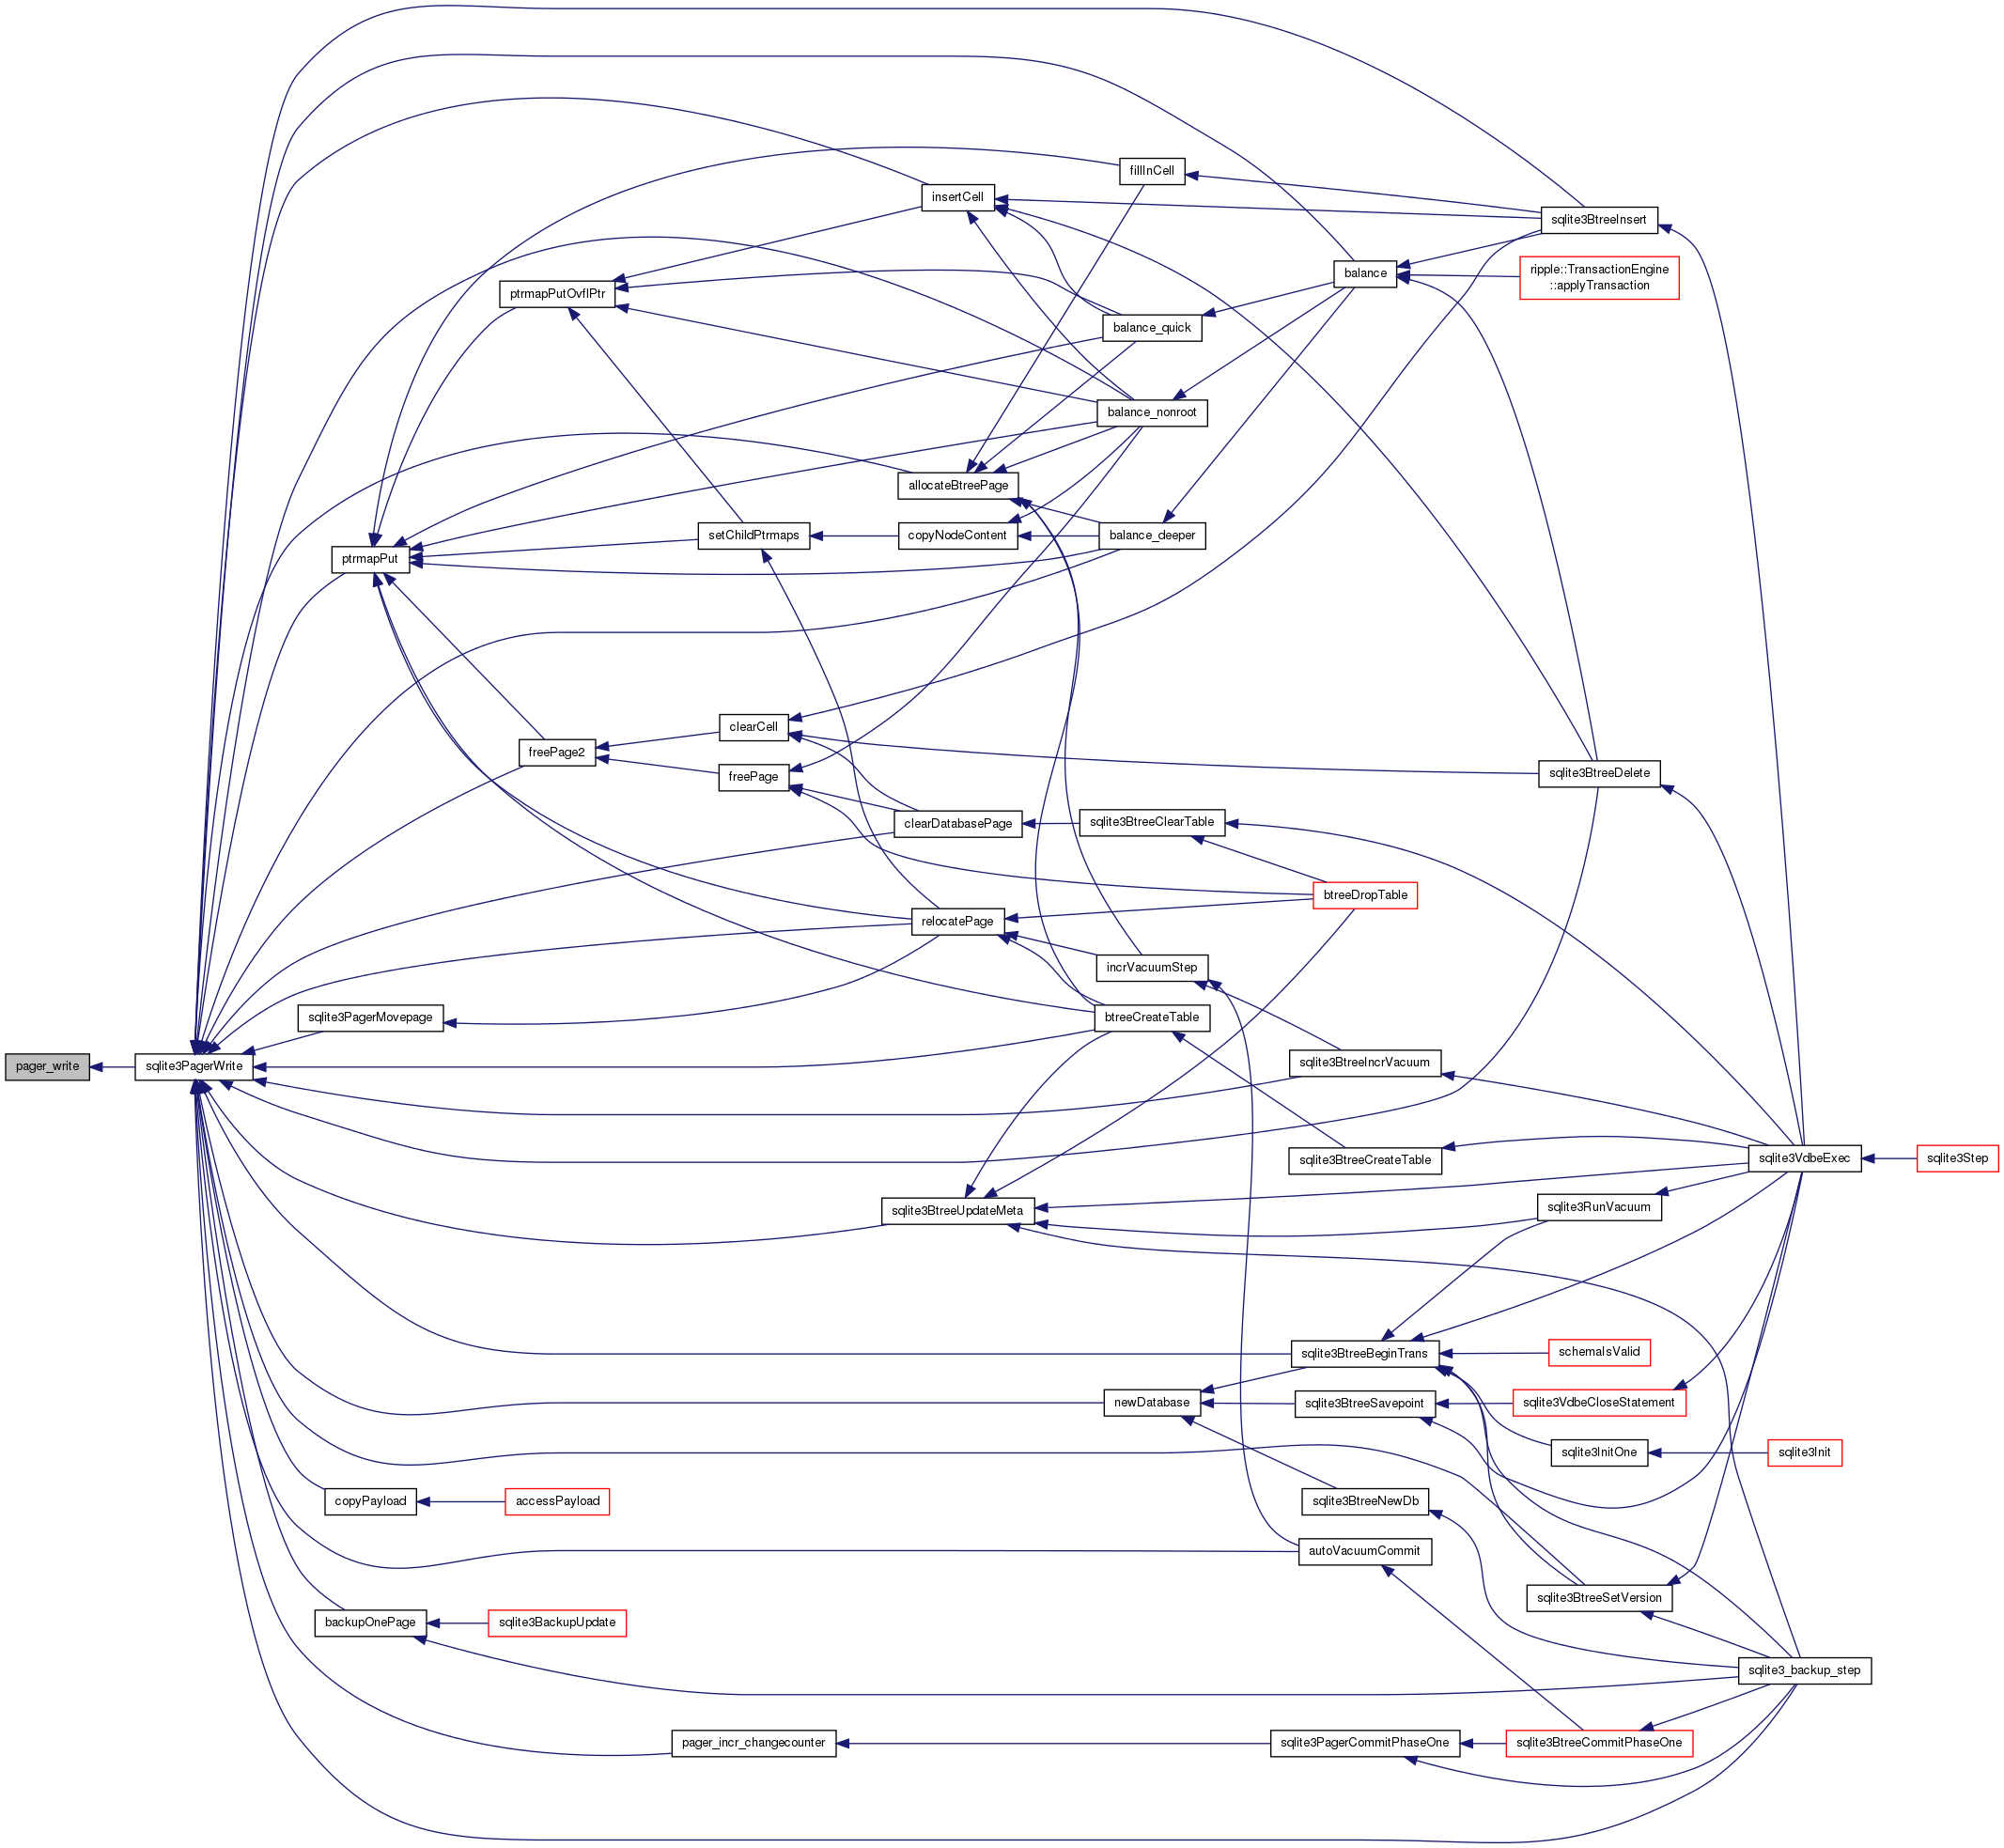 fillInCell
insertCell
sqlite3BtreeInsert
balance
ripple::TransactionEngine
::applyTransaction
ptrmapPutOvflPtr
balance_quick
balance_nonroot
allocateBtreePage
setChildPtrmaps
copyNodeContent
balance_deeper
ptrmapPut
clearCell
freePage2
freePage
sqlite3BtreeDelete
clearDatabasePage
sqlite3BtreeClearTable
btreeDropTable
relocatePage
incrVacuumStep
sqlite3PagerMovepage
btreeCreateTable
pager_write
sqlite3PagerWrite
sqlite3BtreeIncrVacuum
sqlite3BtreeCreateTable
sqlite3VdbeExec
sqlite3Step
sqlite3BtreeUpdateMeta
sqlite3RunVacuum
sqlite3BtreeBeginTrans
schemaIsValid
newDatabase
sqlite3BtreeSavepoint
sqlite3VdbeCloseStatement
sqlite3InitOne
sqlite3Init
copyPayload
accessPayload
sqlite3BtreeNewDb
autoVacuumCommit
sqlite3BtreeSetVersion
backupOnePage
sqlite3BackupUpdate
sqlite3_backup_step
pager_incr_changecounter
sqlite3PagerCommitPhaseOne
sqlite3BtreeCommitPhaseOne